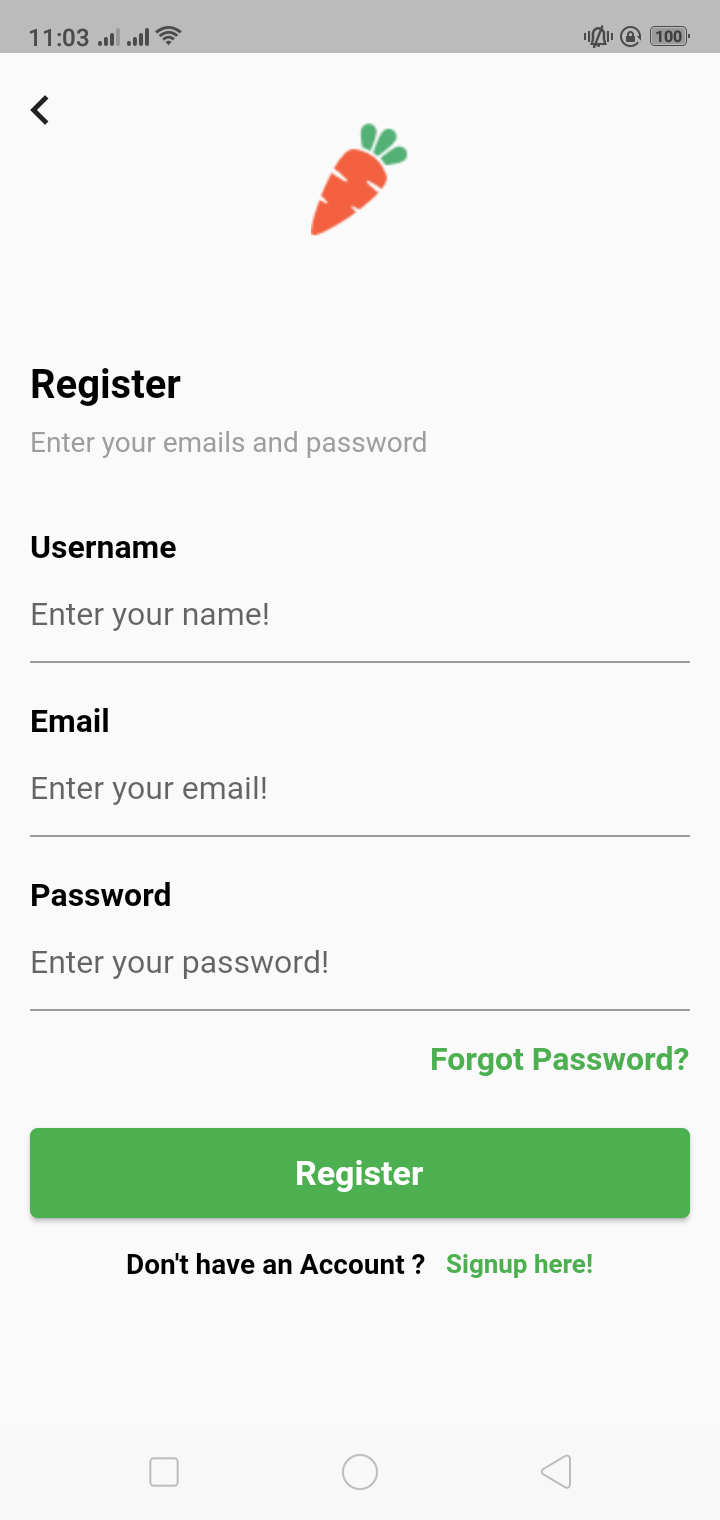 11:03 100
Register
Enter your emails and password
Username
Enter your name!
Email
Enter your email!
Password
Enter your password!
Forgot Password?
Register
Don't have an Account ? Signup here!